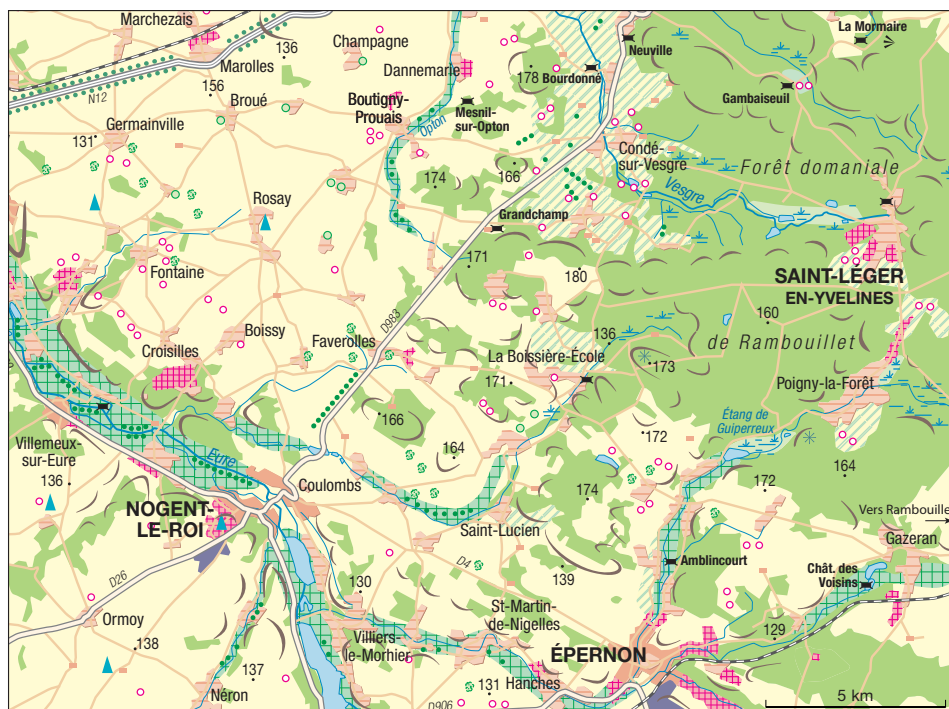 Marchezais
136
Marolles
N12
156
Champagne
Dannemarie
178
Bourdonné
Neuville
La Mormaire
Gambaiseuil
Broué
Boutigny-
Prouais
Mesnil-
sur-Opton
Opton
131
Germainville
Condé-
sur-Vesgre
Forêt domaniale
174
166
Vesgre
Rosay
Grandchamp
171
180
Fontaine
SAINT-LÉGER
EN-YVELINES
D983
160
Boissy
Croisilles
Faverolles
136
de Rambouillet
La Boissière-École
173
171
Poigny-la-Forêt
166
Étang de
Guiperreux
Villemeux-
sur-Eure
136
Eure
164
172
164
Coulombs
174
172
NOGENT-
LE-ROI
Saint-Lucien
Vers Rambouille
Gazeran
D26
D4
139
Amblincourt
Chât. des
Voisins
130
Ormoy
St-Martin-
de-Nigelles
129
138
Villiers-
le-Morhier
ÉPERNON
137
Néron
131
Hanches
D906
5 km